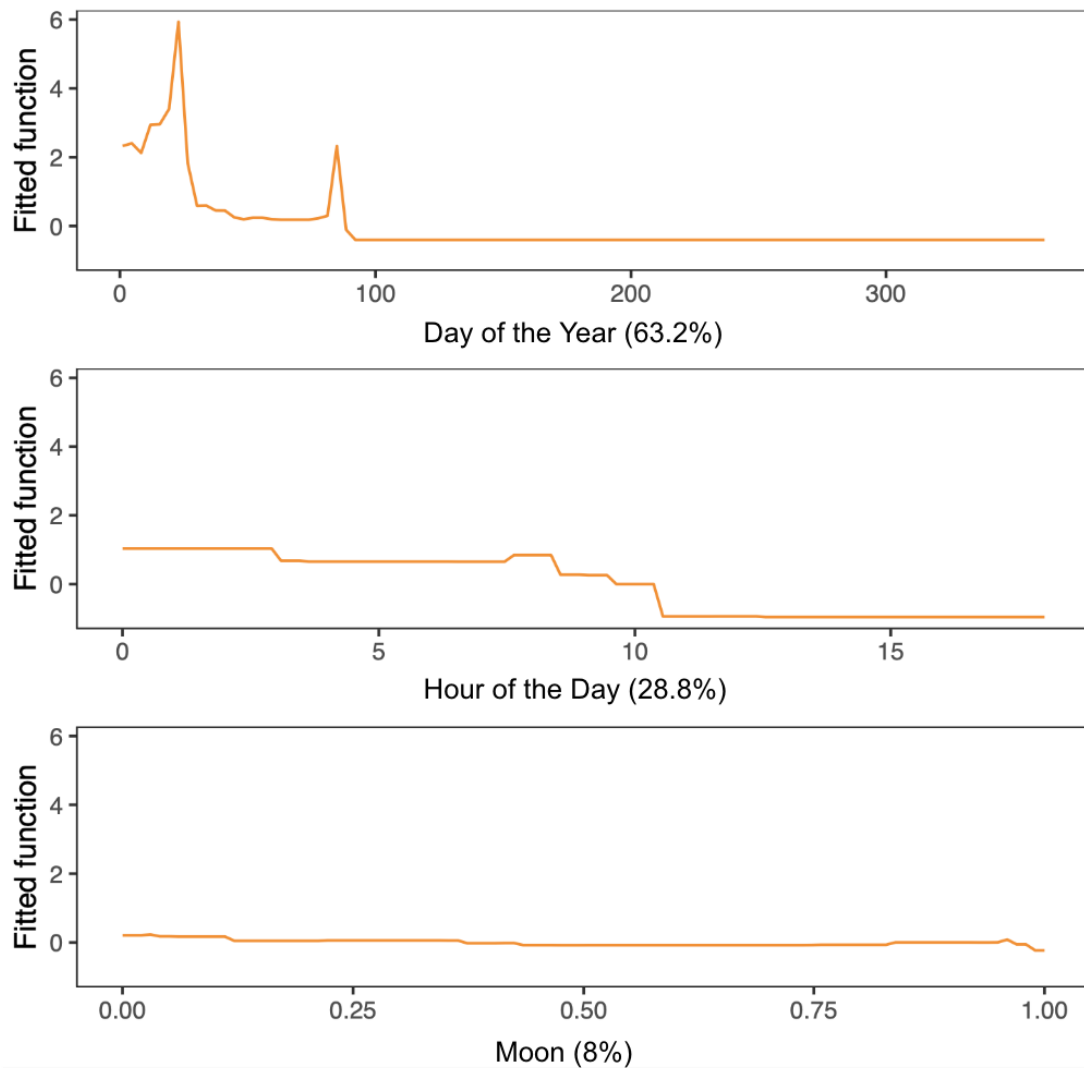 Fitted function
6
4
2
0
0 100 200 300
Day of the Year (63.2%)
Fitted function
6
4
2
0
0 5 10 15
Hour of the Day (28.8%)
Fitted function
6
4
2
0
0.00 0.25 0.50 0.75 1.00
Moon (8%)